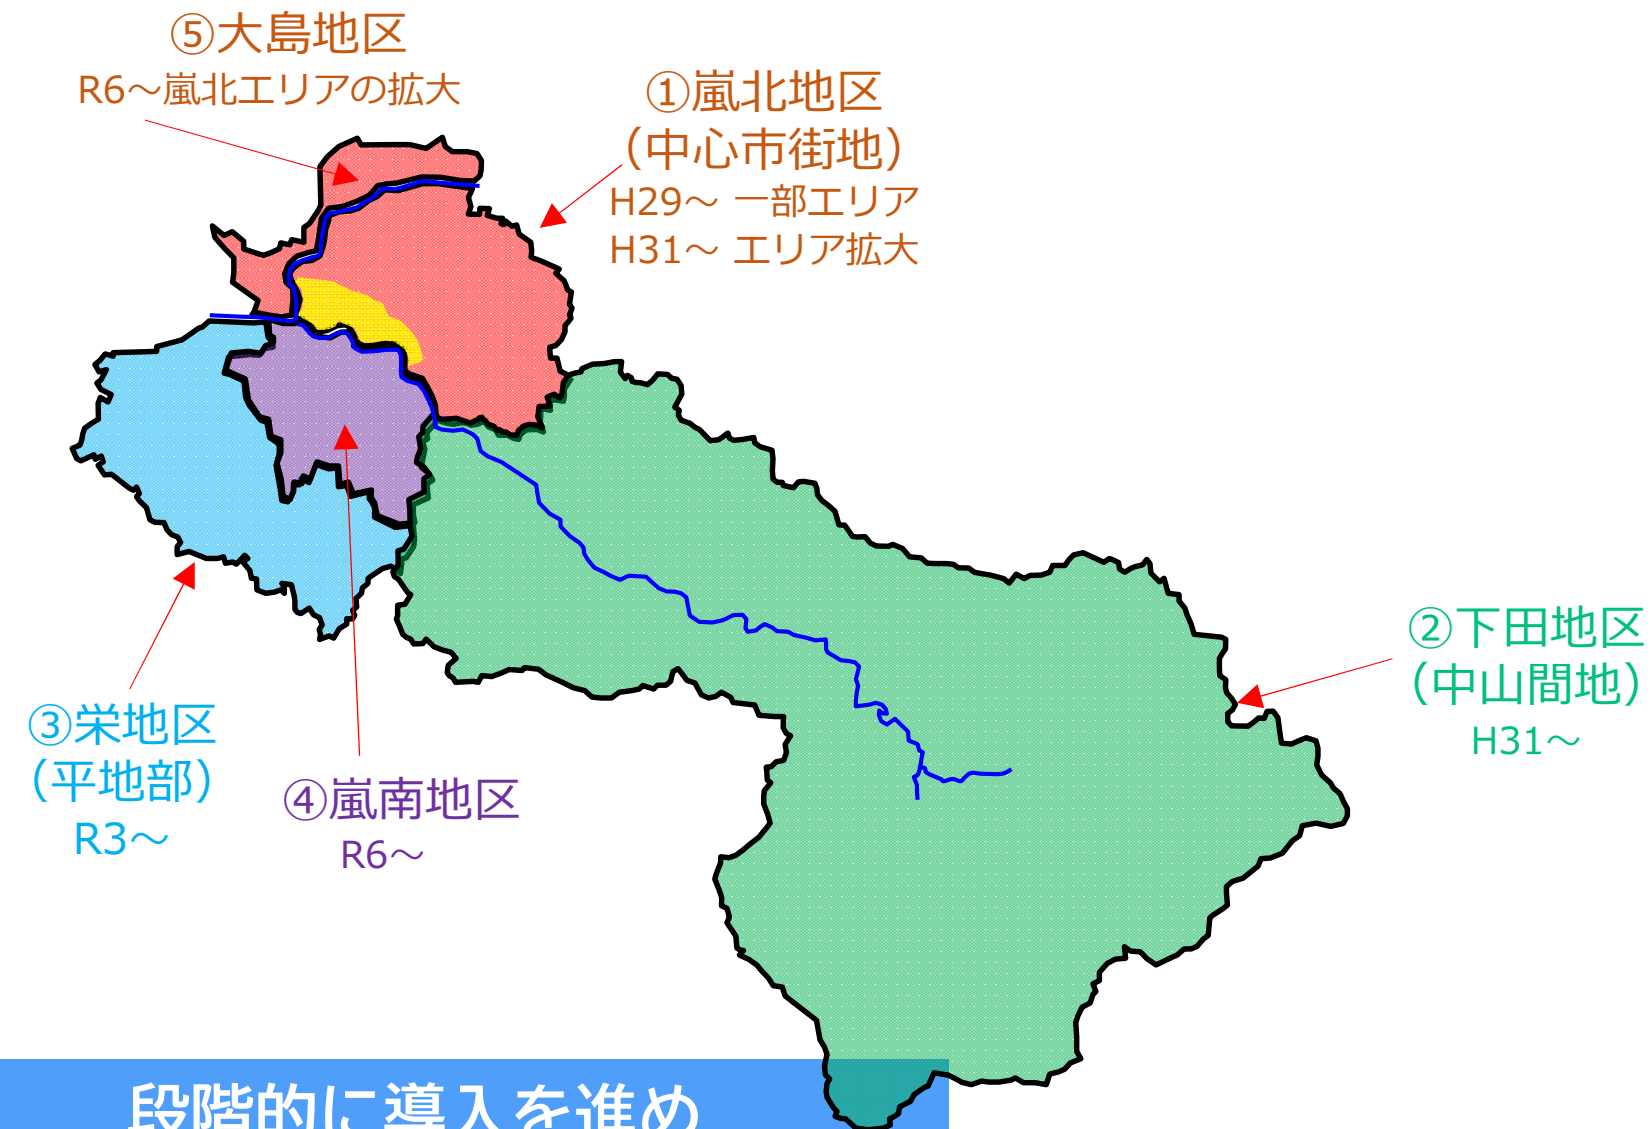 ⑤大島地区
R6～嵐北エリアの拡大
①嵐北地区
（中心市街地）
H29～ 一部エリア
H31～ エリア拡大
②下田地区
（中山間地）
H31～
③栄地区
（平地部）
R3～
④嵐南地区
R6～
段階的に導入を進め